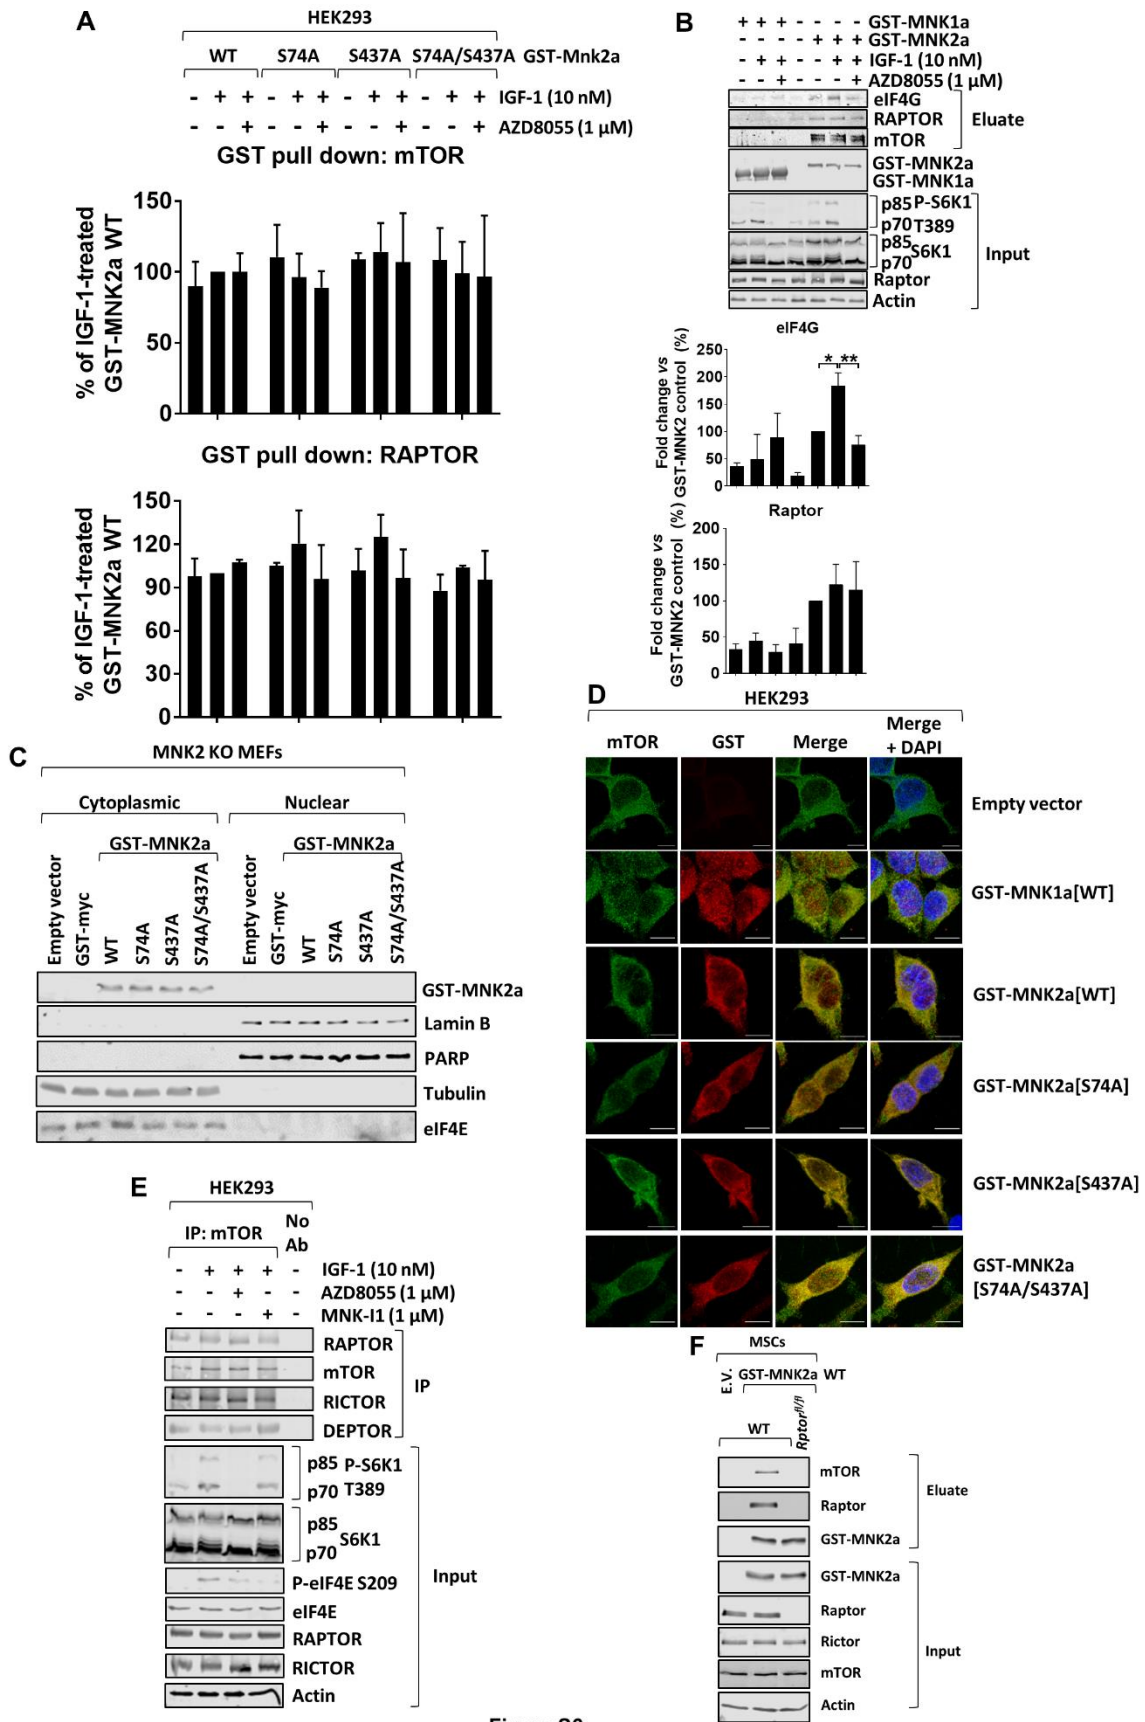 A
HEK293
WT S74A S437A S74A/S437A GST-Mnk2a
- + + - + + - + + - + + IGF-1 (10 nM)
- - + - - + - - + - - + AZD8055 (1 µM)
GST pull down: mTOR
% of IGF-1-treated
GST-MNK2a WT
150
100
50
0
GST pull down: RAPTOR
% of IGF-1-treated
GST-MNK2a WT
150
120
90
60
30
0
B
+ + + - - - - GST-MNK1a
- - - - + + + GST-MNK2a
- + + - - + + IGF-1 (10 nM)
- - + - - - + AZD8055 (1 µM)
eIF4G
RAPTOR
mTOR
Eluate
GST-MNK2a
GST-MNK1a
p85 P-S6K1
p70 T389
p85
S6K1
p70
Raptor
Actin
Input
eIF4G
Fold change vs
GST-MNK2 control (%)
250
200
150
100
50
0
* **
Raptor
Fold change vs
GST-MNK2 control (%)
200
150
100
50
0
C
MNK2 KO MEFs
Cytoplasmic Nuclear
GST-MNK2a GST-MNK2a
Empty vector
GST-myc
WT
S74A
S437A
S74A/S437A
Empty vector
GST-myc
WT
S74A
S437A
S74A/S437A
GST-MNK2a
Lamin B
PARP
Tubulin
eIF4E
D
HEK293
mTOR GST Merge Merge
+ DAPI
Empty vector
GST-MNK1a[WT]
GST-MNK2a[WT]
GST-MNK2a[S74A]
GST-MNK2a[S437A]
GST-MNK2a
[S74A/S437A]
E
HEK293
IP: mTOR No
Ab
- + + + - IGF-1 (10 nM)
- - + - - AZD8055 (1 µM)
- - - + - MNK-I1 (1 µM)
RAPTOR
mTOR
RICTOR
DEPTOR
IP
p85 P-S6K1
p70 T389
p85
S6K1
p70
P-eIF4E S209
eIF4E
RAPTOR
RICTOR
Actin
Input
F
MSCs
E.V.
GST-MNK2a WT
WT
Rptor fl/fl
mTOR
Raptor
GST-MNK2a
Eluate
GST-MNK2a
Raptor
Rictor
mTOR
Actin
Input